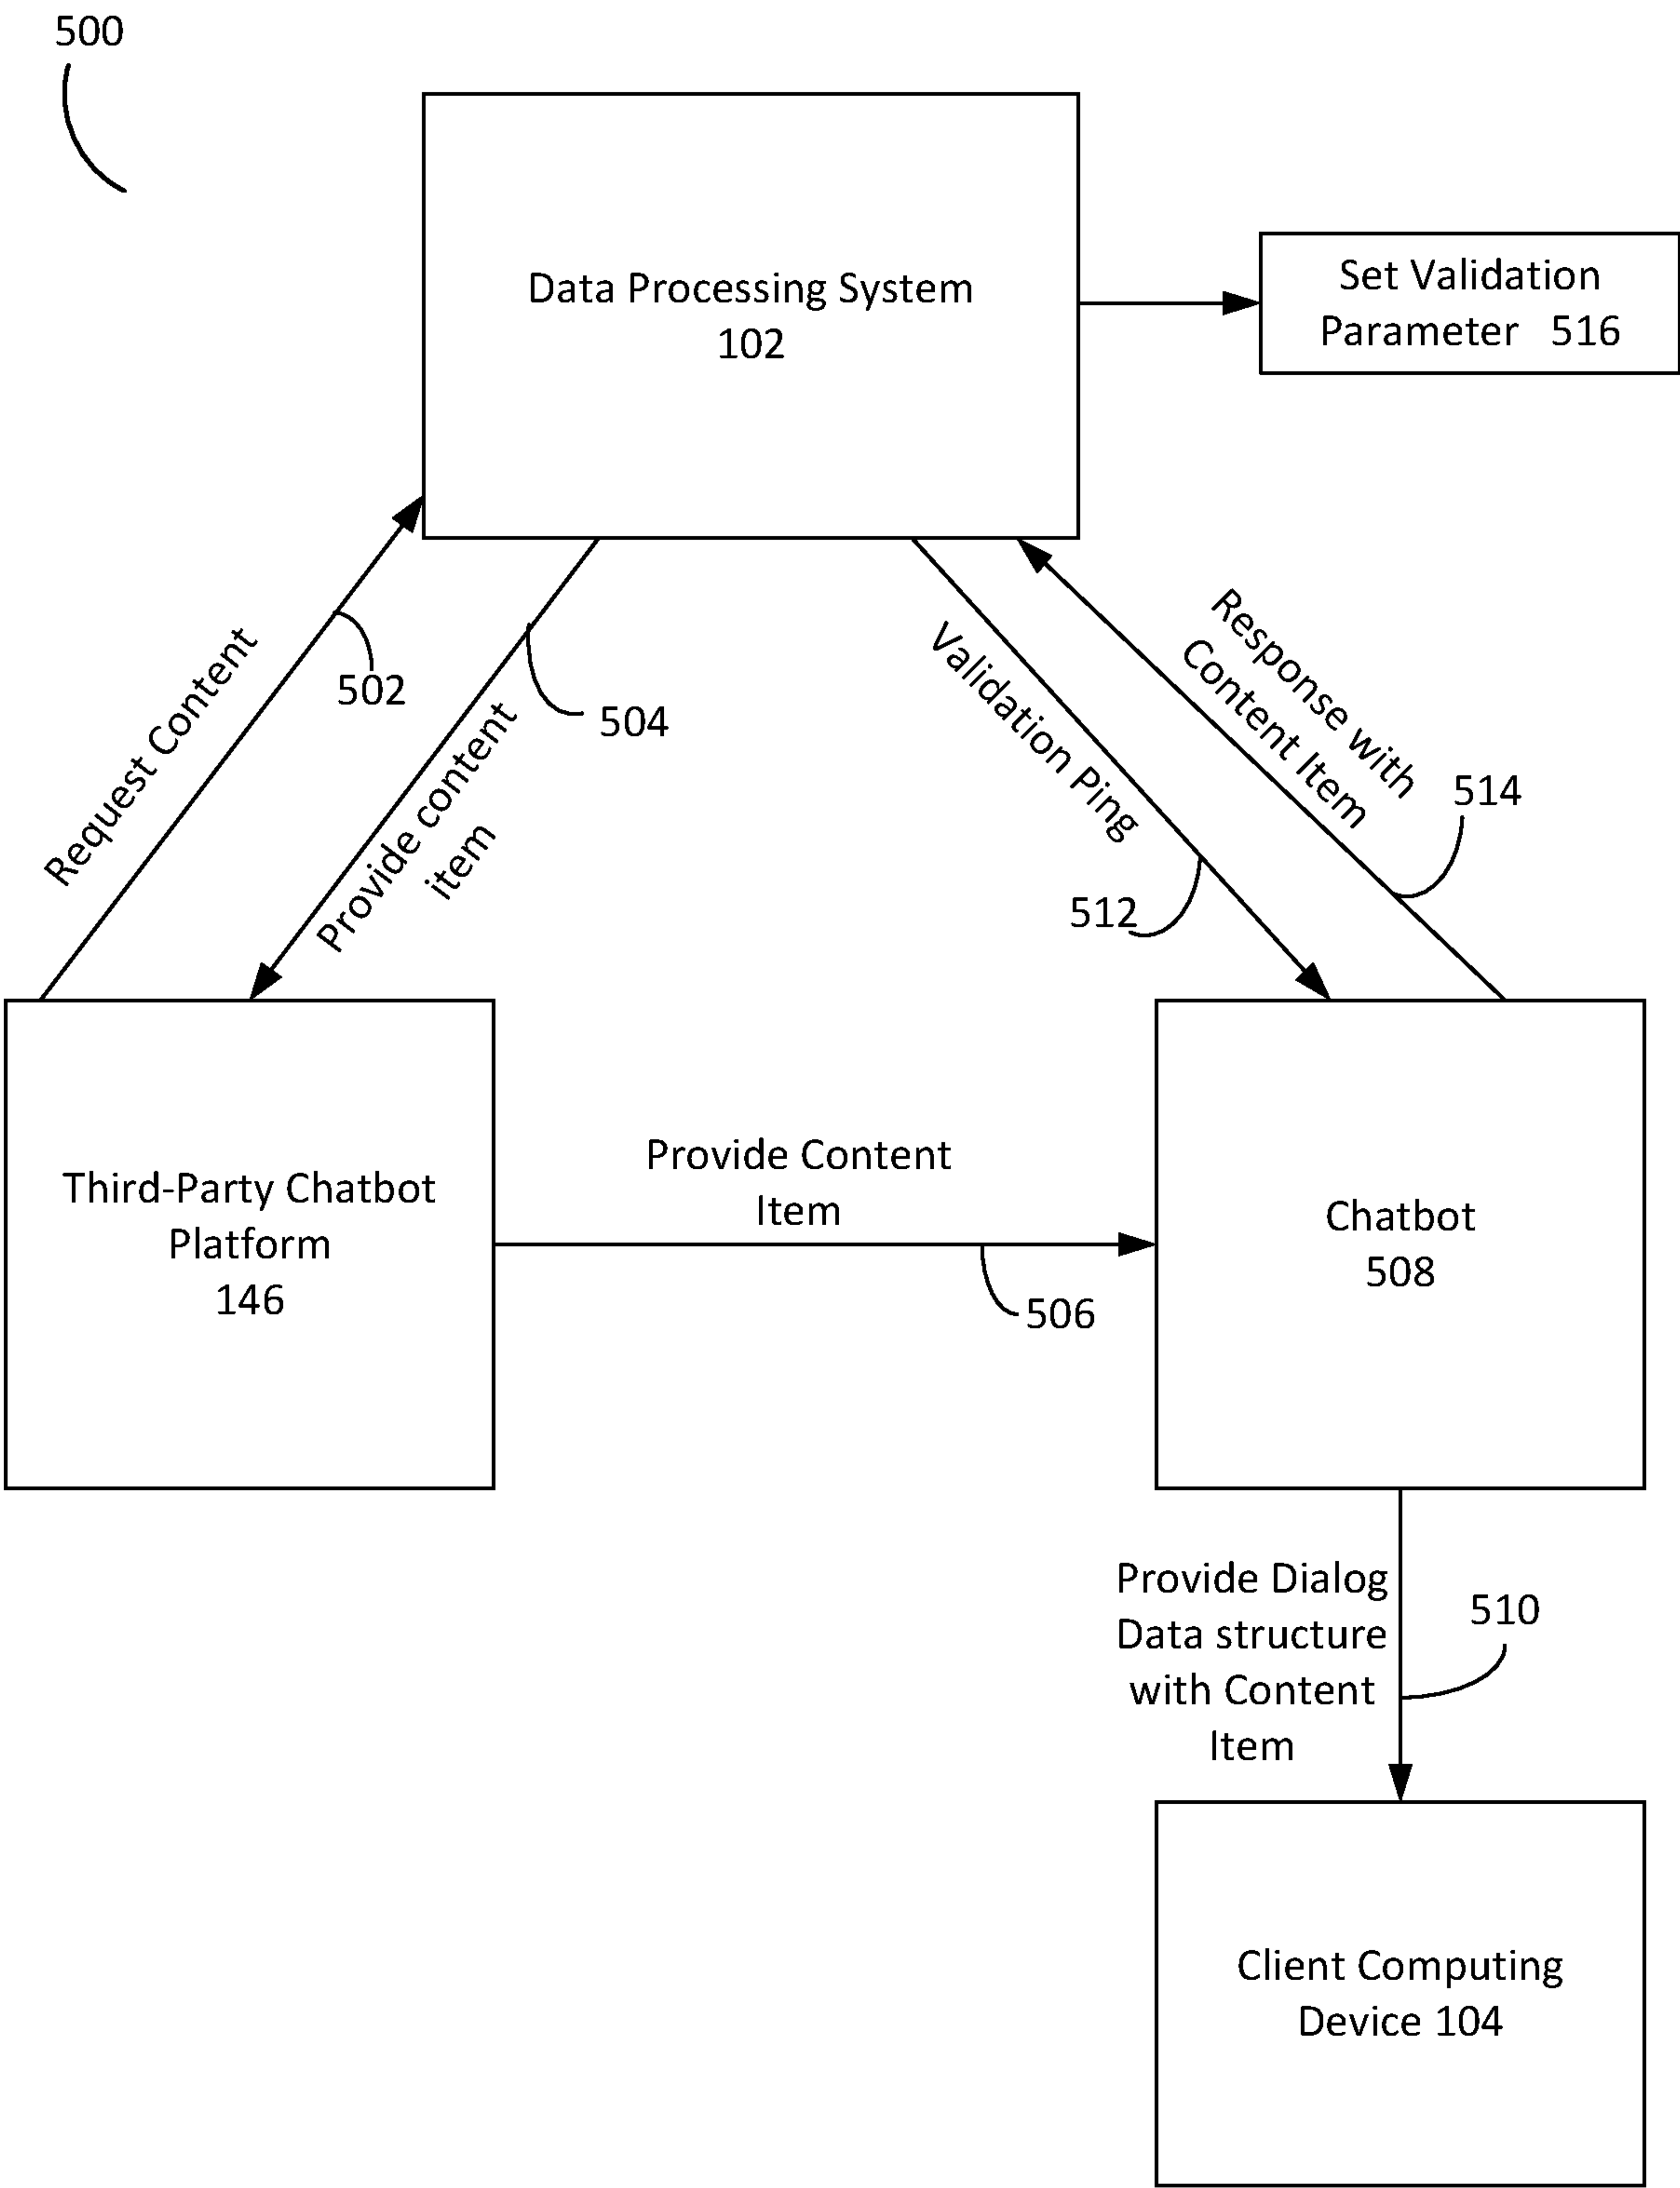 500
Data Processing System
102
Set Validation
Parameter 516
Request Content
502
Provide content
item
504
Validation Ping
512
Response with
Content Item
514
Third-Party Chatbot
Platform
146
Provide Content
Item
506
Chatbot
508
Provide Dialog
Data structure
with Content
Item
510
Client Computing
Device 104